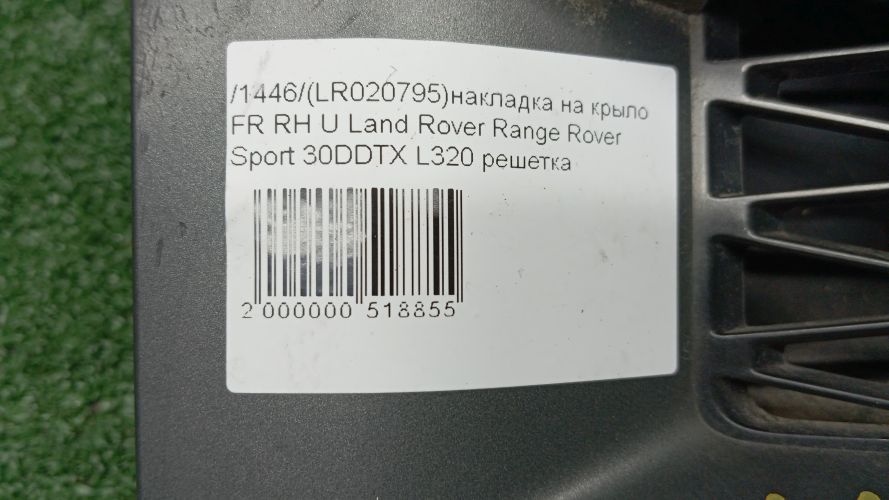 /1446/(LR020795)накладка на крыло
FR RH U Land Rover Range Rover
Sport 30DDTX L320 решетка
2 000000 518855